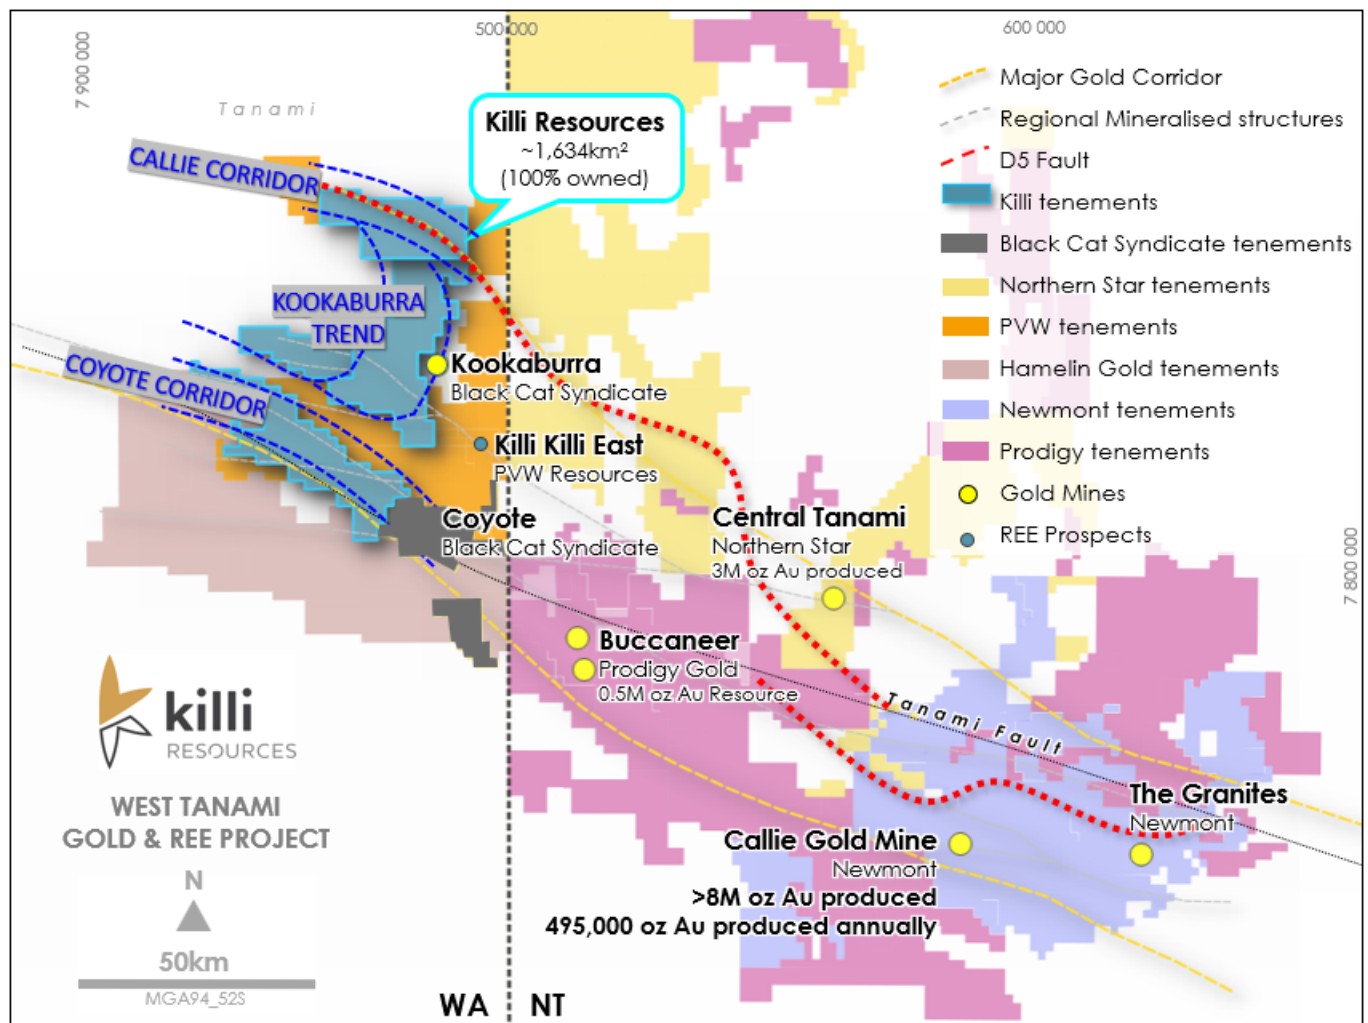 500 000
600 000
7 900 000
Tanami
Killi Resources
~1,634km²
(100% owned)
CALLIE CORRIDOR
KOOKABURRA
TREND
COYOTE CORRIDOR
Kookaburra
Black Cat Syndicate
Killi Killi East
PVW Resources
Coyote
Black Cat Syndicate
Central Tanami
Northern Star
3M oz Au produced
Buccaneer
Prodigy Gold
0.5M oz Au Resource
Tanami Fault
The Granites
Newmont
Callie Gold Mine
Newmont
>8M oz Au produced
495,000 oz Au produced annually
Major Gold Corridor
Regional Mineralised structures
D5 Fault
Killi tenements
Black Cat Syndicate tenements
Northern Star tenements
PVW tenements
Hamelin Gold tenements
Newmont tenements
Prodigy tenements
Gold Mines
REE Prospects
7 800 000
killi
RESOURCES
WEST TANAMI
GOLD & REE PROJECT
N
50km
MGA94_52S
WA
NT